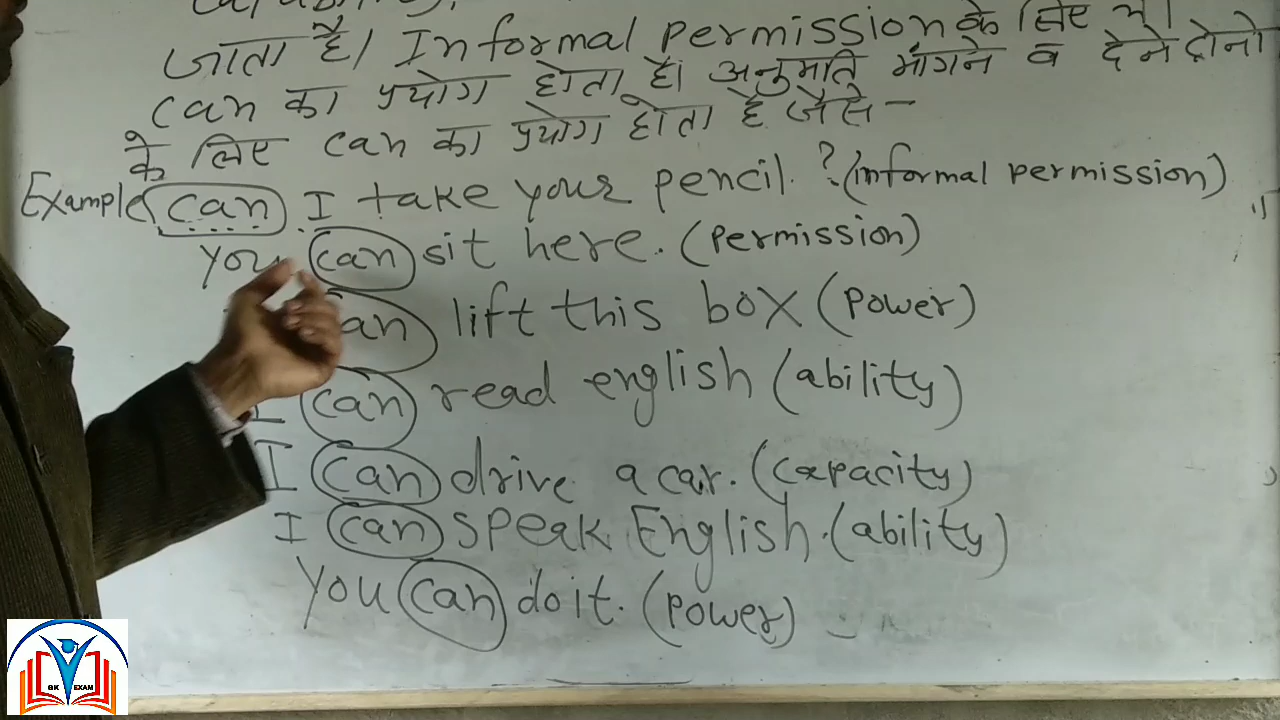 जाता है। Informal permission के लिए भी
can का प्रयोग होता है। अनुमति मांगने व देने दोनो
के लिए can का प्रयोग होता है जैसे -
Example can I take your pencil. ? (informal permission)
you can sit here. (permission)
can lift this box (power)
I can read english (ability)
I can drive a car. (capacity)
I can speak English. (ability)
you can do it. (power)
GK EXAM